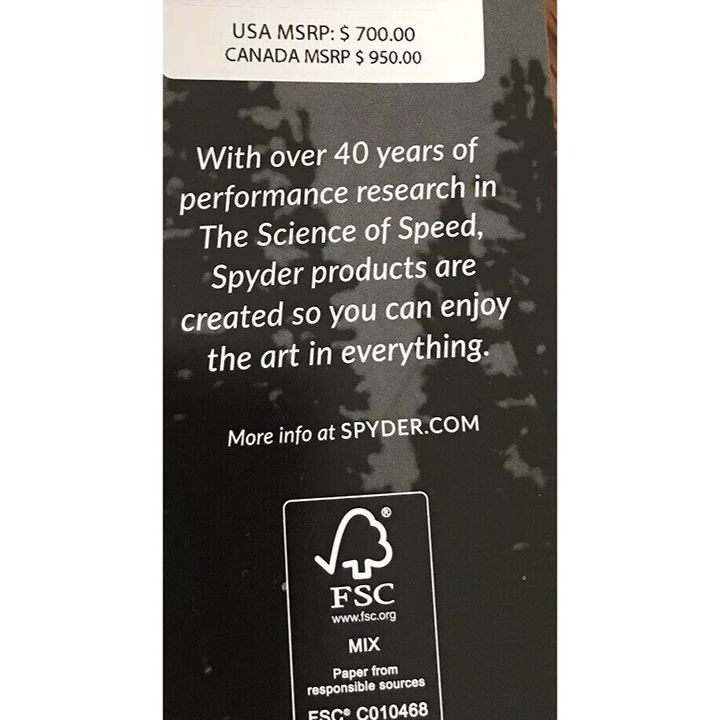 USA MSRP: $ 700.00
CANADA MSRP $ 950.00
With over 40 years of
performance research in
The Science of Speed,
Spyder products are
created so you can enjoy
the art in everything.
More info at SPYDER.COM
®
FSC
www.fsc.org
MIX
Paper from
responsible sources
FSC® C010468